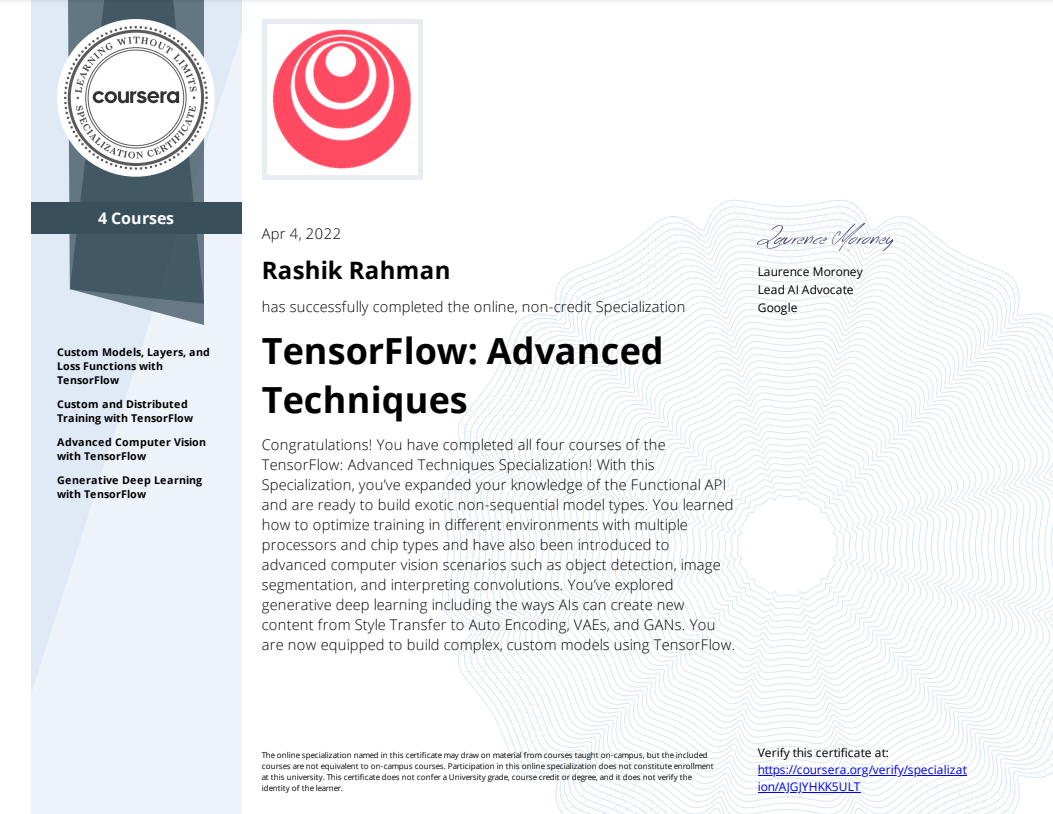 LEARNING WITHOUT LIMITS
coursera
SPECIALIZATION CERTIFICATE
4 Courses
Custom Models, Layers, and
Loss Functions with
TensorFlow
Custom and Distributed
Training with TensorFlow
Advanced Computer Vision
with TensorFlow
Generative Deep Learning
with TensorFlow
Apr 4, 2022
Rashik Rahman
has successfully completed the online, non-credit Specialization
TensorFlow: Advanced
Techniques
Congratulations! You have completed all four courses of the
TensorFlow: Advanced Techniques Specialization! With this
Specialization, you’ve expanded your knowledge of the Functional API
and are ready to build exotic non-sequential model types. You learned
how to optimize training in different environments with multiple
processors and chip types and have also been introduced to
advanced computer vision scenarios such as object detection, image
segmentation, and interpreting convolutions. You’ve explored
generative deep learning including the ways AIs can create new
content from Style Transfer to Auto Encoding, VAEs, and GANs. You
are now equipped to build complex, custom models using TensorFlow.
Laurence Moroney
Laurence Moroney
Lead AI Advocate
Google
The online specialization named in this certificate may draw on material from courses taught on-campus, but the included
courses are not equivalent to on-campus courses. Participation in this online specialization does not constitute enrollment
at this university. This certificate does not confer a University grade, course credit or degree, and it does not verify the
identity of the learner.
Verify this certificate at:
https://coursera.org/verify/specializat
ion/AJGJYHKK5ULT